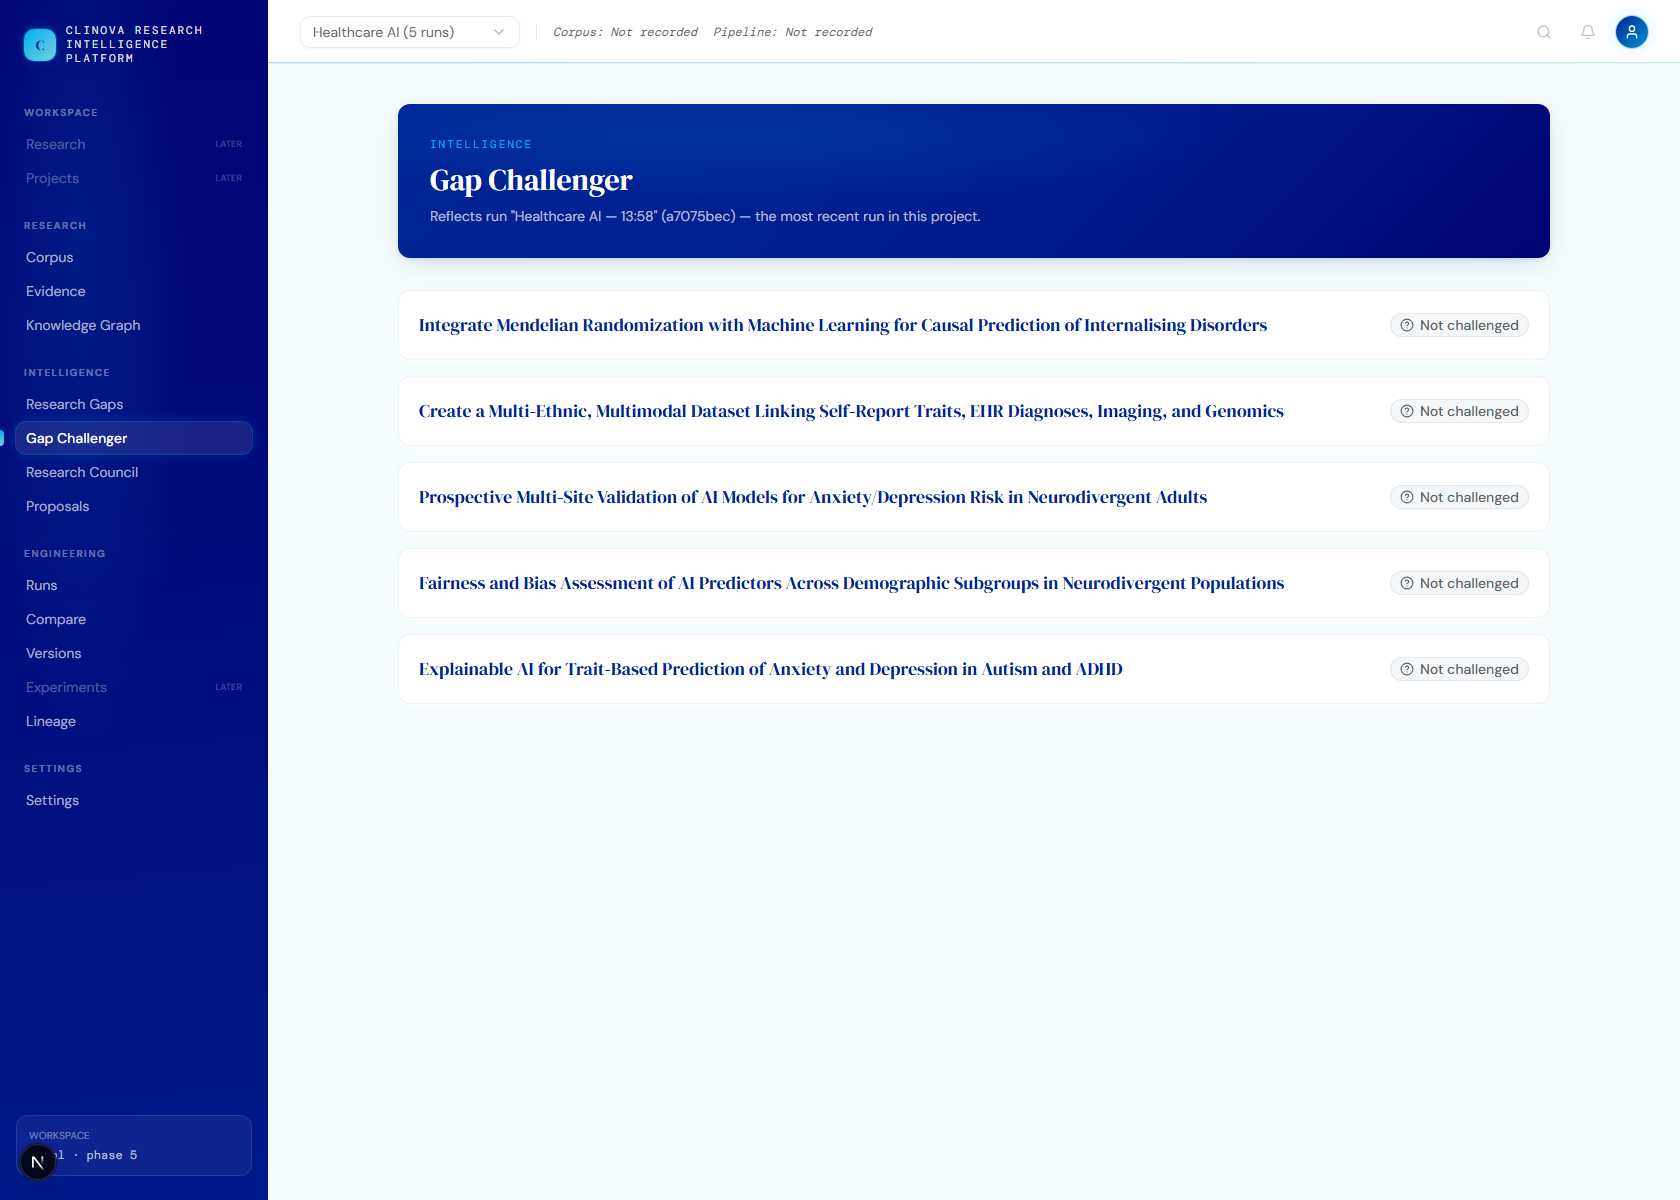 C
CLINOVA RESEARCH
INTELLIGENCE
PLATFORM
WORKSPACE
Research LATER
Projects LATER
RESEARCH
Corpus
Evidence
Knowledge Graph
INTELLIGENCE
Research Gaps
Gap Challenger
Research Council
Proposals
ENGINEERING
Runs
Compare
Versions
Experiments LATER
Lineage
SETTINGS
Settings
WORKSPACE
· phase 5
N
Healthcare AI (5 runs)
Corpus: Not recorded Pipeline: Not recorded
INTELLIGENCE
Gap Challenger
Reflects run "Healthcare AI — 13:58" (a7075bec) — the most recent run in this project.
Integrate Mendelian Randomization with Machine Learning for Causal Prediction of Internalising Disorders Not challenged
Create a Multi-Ethnic, Multimodal Dataset Linking Self-Report Traits, EHR Diagnoses, Imaging, and Genomics Not challenged
Prospective Multi-Site Validation of AI Models for Anxiety/Depression Risk in Neurodivergent Adults Not challenged
Fairness and Bias Assessment of AI Predictors Across Demographic Subgroups in Neurodivergent Populations Not challenged
Explainable AI for Trait-Based Prediction of Anxiety and Depression in Autism and ADHD Not challenged